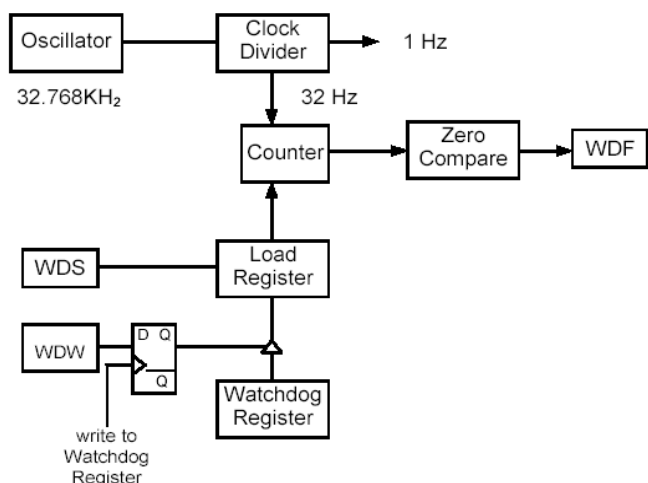 Oscillator
Clock
Divider
1 Hz
32.768KH₂
32 Hz
Counter
Zero
Compare
WDF
WDS
Load
Register
WDW
D Q
Q
Watchdog
Register
write to
Watchdog
Register